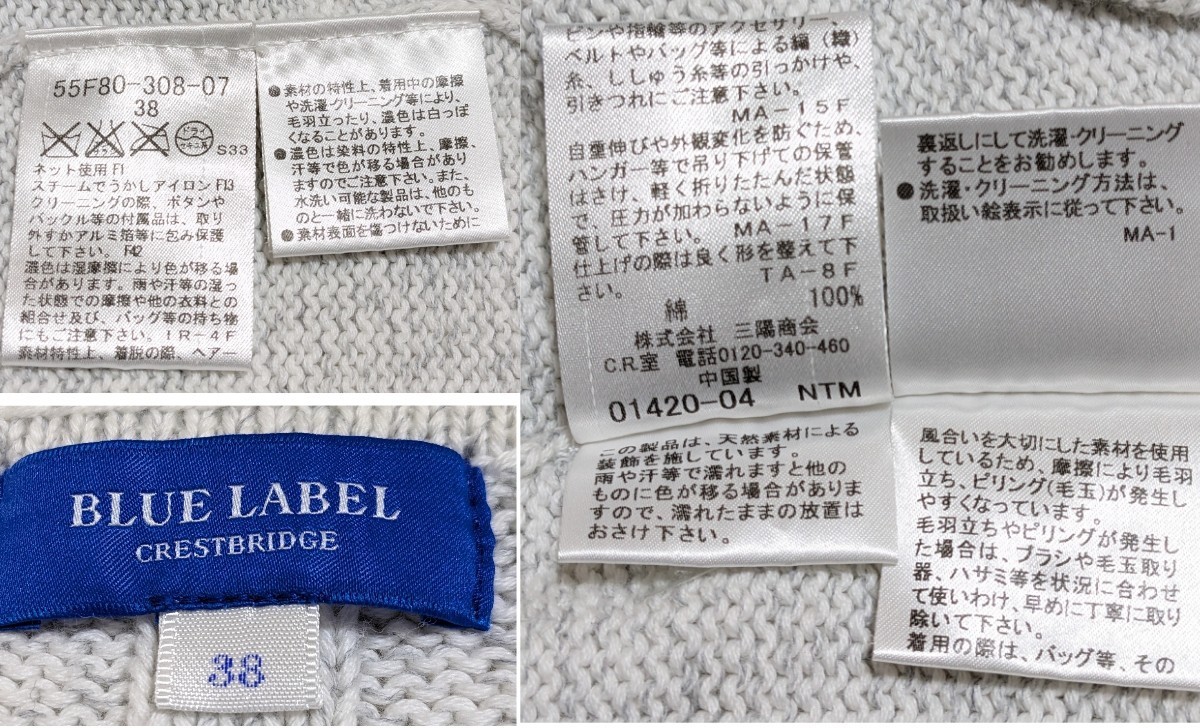 55F80-308-07
38
ドライ
セキユ系
S33
ネット使用 F1
スチームでうかしアイロン F13
クリーニングの際、ボタンや
バックル等の付属品は、取り
外すかアルミ箔等に包み保護
して下さい。 F42
濃色は湿摩擦により色が移る場
合があります。雨や汗等の湿っ
た状態での摩擦や他の衣料との
組合せ及び、バッグ等の持ち物
にもご注意下さい。 IR-4F
素材特性上、着脱の際、ヘアー
●素材の特性上、着用中の摩擦
や洗濯・クリーニング等により、
毛羽立ったり、濃色は白っぽ
くなることがあります。
●濃色は染料の特性上、摩擦、
汗等で色が移る場合があり
ますのでご注意下さい。また、
水洗い可能な製品は、他のも
のと一緒に洗わないで下さい。
●素材表面を傷つけないために
BLUE LABEL
CRESTBRIDGE
38
ピンや指輪等のアクセサリー、
ベルトやバッグ等による編（織）
糸、ししゅう糸等の引っかけや、
引きつれにご注意下さい。
MA-15F
自重伸びや外観変化を防ぐため、
ハンガー等で吊り下げての保管
はさけ、軽く折りたたんだ状態
で、圧力が加わらないように保
管して下さい。 MA-17F
仕上げの際は良く形を整えて下
さい。 TA-8F
綿 100%
株式会社 三陽商会
C.R室 電話0120-340-460
中国製
01420-04 NTM
この製品は、天然素材による
装飾を施しています。
雨や汗等で濡れますと他の
ものに色が移る場合がありま
すので、濡れたままの放置は
おさけ下さい。
裏返しにして洗濯・クリーニング
することをお勧めします。
●洗濯・クリーニング方法は、
取扱い絵表示に従って下さい。
MA-1
風合いを大切にした素材を使用
しているため、摩擦により毛羽
立ち、ピリング(毛玉)が発生し
やすくなっています。
毛羽立ちやピリングが発生し
た場合は、ブラシや毛玉取り
器、ハサミ等を状況に合わせ
て使いわけ、早めに丁寧に取り
除いて下さい。
着用の際は、バッグ等、その